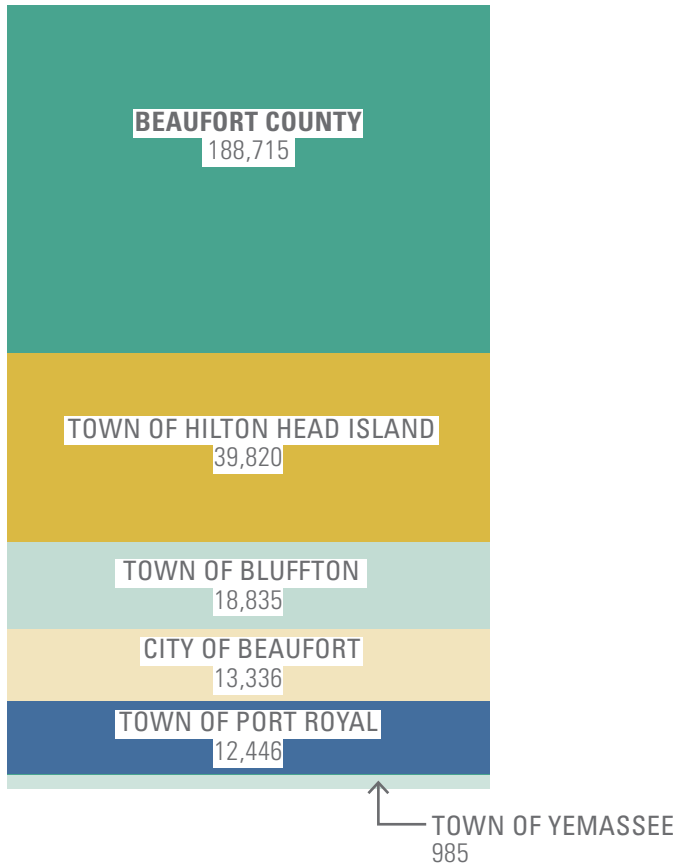 BEAUFORT COUNTY
188,715
TOWN OF HILTON HEAD ISLAND
39,820
TOWN OF BLUFFTON
18,835
CITY OF BEAUFORT
13,336
TOWN OF PORT ROYAL
12,446
TOWN OF YEMASSEE
985